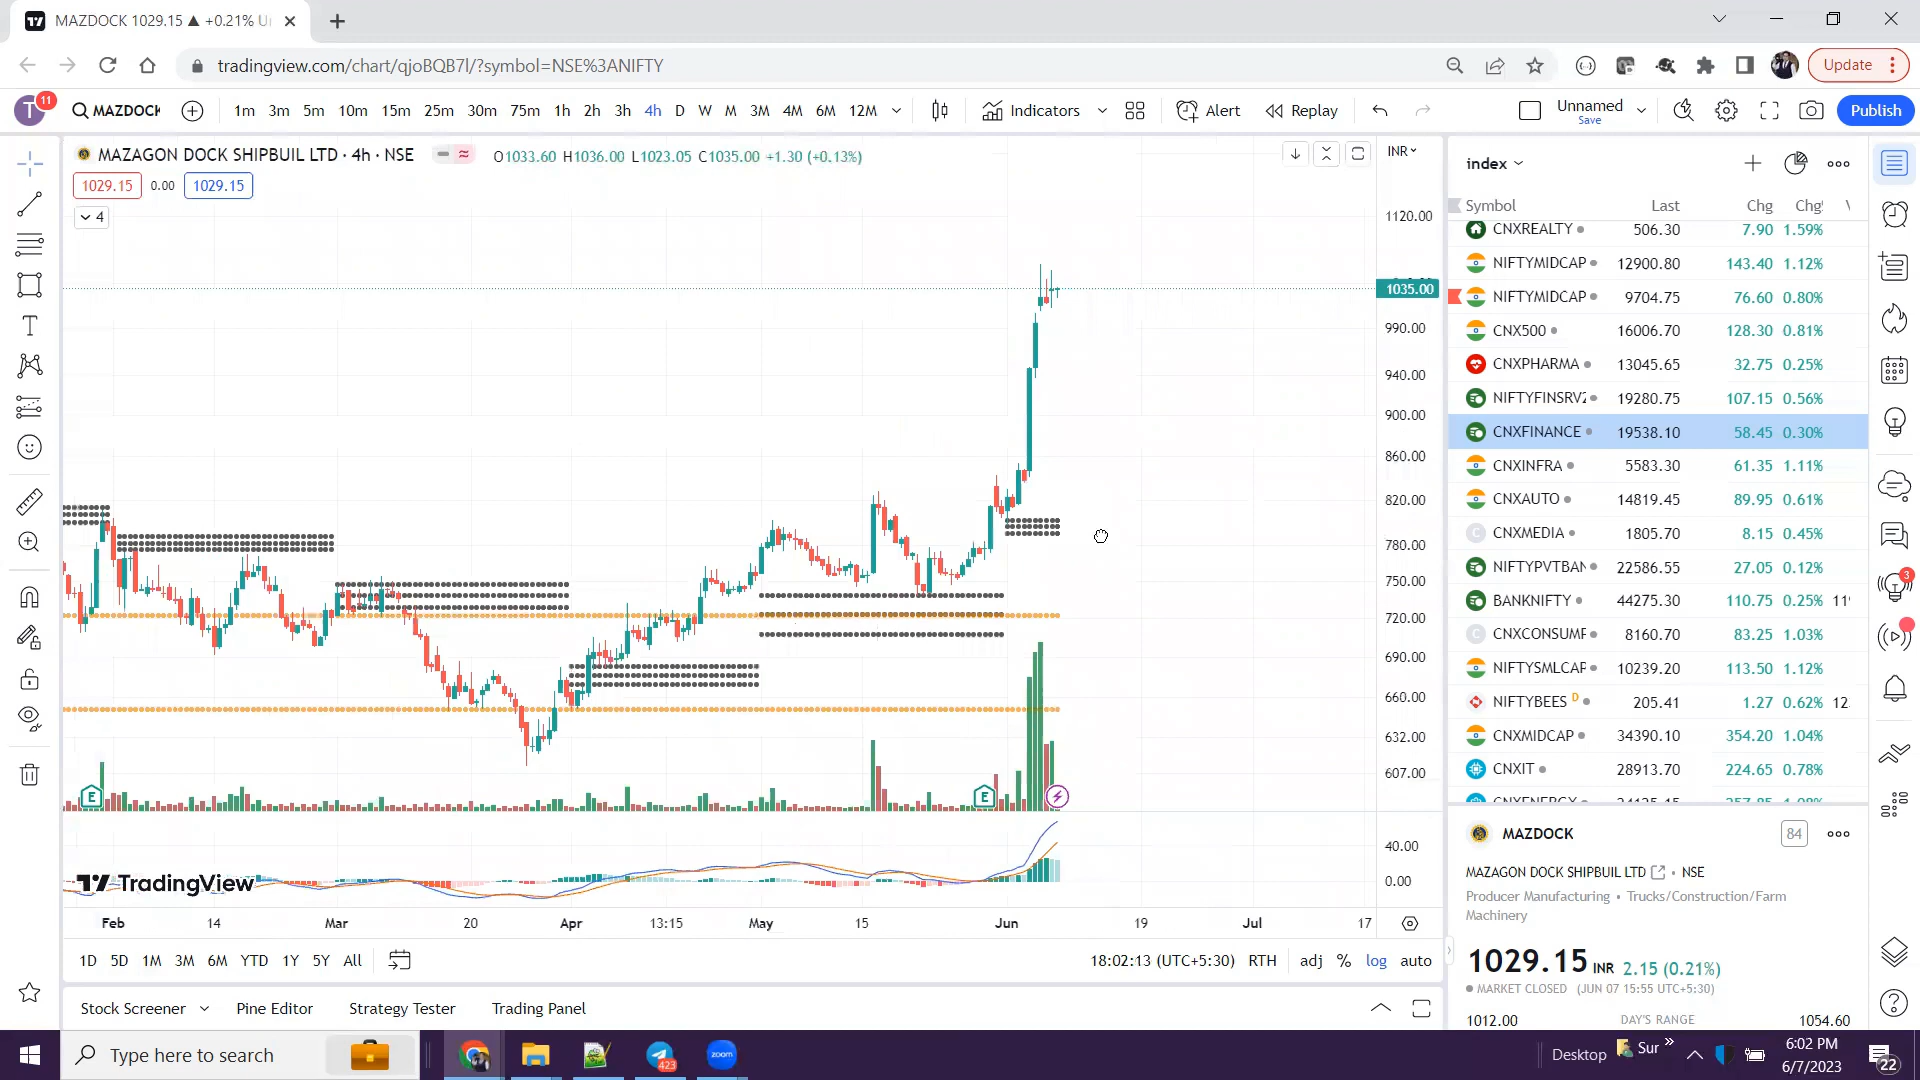 MAZDOCK 1029.15 ▲ +0.21%
tradingview.com/chart/qjoBQB7l/?symbol=NSE%3ANIFTY
Update
T 11 MAZDOCK 1m 3m 5m 10m 15m 25m 30m 75m 1h 2h 3h 4h D W M 3M 4M 6M 12M Indicators Alert Replay Unnamed Save Publish
MAZAGON DOCK SHIPBUIL LTD · 4h · NSE O1033.60 H1036.00 L1023.05 C1035.00 +1.30 (+0.13%)
1029.15 0.00 1029.15
4
INR
1120.00
1035.00
990.00
940.00
900.00
860.00
820.00
780.00
750.00
720.00
690.00
660.00
632.00
607.00
40.00
0.00
E E
TradingView
Feb 14 Mar 20 Apr 13:15 May 15 Jun 19 Jul 17
1D 5D 1M 3M 6M YTD 1Y 5Y All 18:02:13 (UTC+5:30) RTH adj % log auto
Stock Screener Pine Editor Strategy Tester Trading Panel
index
Symbol Last Chg Chg
CNXREALTY 506.30 7.90 1.59%
NIFTYMIDCAP 12900.80 143.40 1.12%
NIFTYMIDCAP 9704.75 76.60 0.80%
CNX500 16006.70 128.30 0.81%
CNXPHARMA 13045.65 32.75 0.25%
NIFTYFINSRV2 19280.75 107.15 0.56%
CNXFINANCE 19538.10 58.45 0.30%
CNXINFRA 5583.30 61.35 1.11%
CNXAUTO 14819.45 89.95 0.61%
C CNXMEDIA 1805.70 8.15 0.45%
NIFTYPVTBAN 22586.55 27.05 0.12%
BANKNIFTY 44275.30 110.75 0.25% 11
C CNXCONSUMP 8160.70 83.25 1.03%
NIFTYSMLCAP 10239.20 113.50 1.12%
NIFTYBEES D 205.41 1.27 0.62% 12
CNXMIDCAP 34390.10 354.20 1.04%
CNXIT 28913.70 224.65 0.78%
MAZDOCK 84
MAZAGON DOCK SHIPBUIL LTD · NSE
Producer Manufacturing · Trucks/Construction/Farm
Machinery
1029.15 INR 2.15 (0.21%)
MARKET CLOSED (JUN 07 15:55 UTC+5:30)
1012.00 DAY'S RANGE 1054.60
3
Type here to search
423
zoom
Desktop Sur
6:02 PM
6/7/2023
22